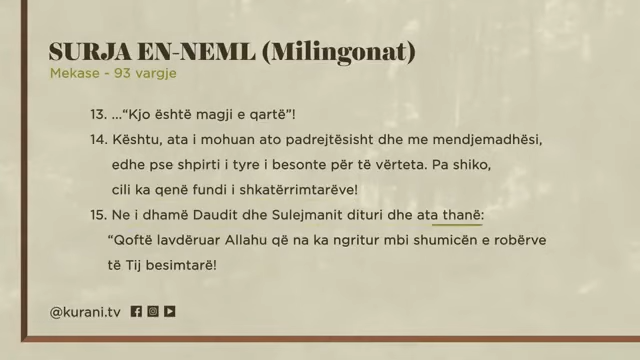 SURJA EN-NEML (Milingonat)
Mekase - 93 vargje
13. ...“Kjo është magji e qartë”!
14. Kështu, ata i mohuan ato padrejtësisht dhe me mendjemadhësi,
edhe pse shpirti i tyre i besonte për të vërteta. Pa shiko,
cili ka qenë fundi i shkatërrimtarëve!
15. Ne i dhamë Daudit dhe Sulejmanit dituri dhe ata thanë:
“Qoftë lavdëruar Allahu që na ka ngritur mbi shumicën e robërve
të Tij besimtarë!
@kurani.tv